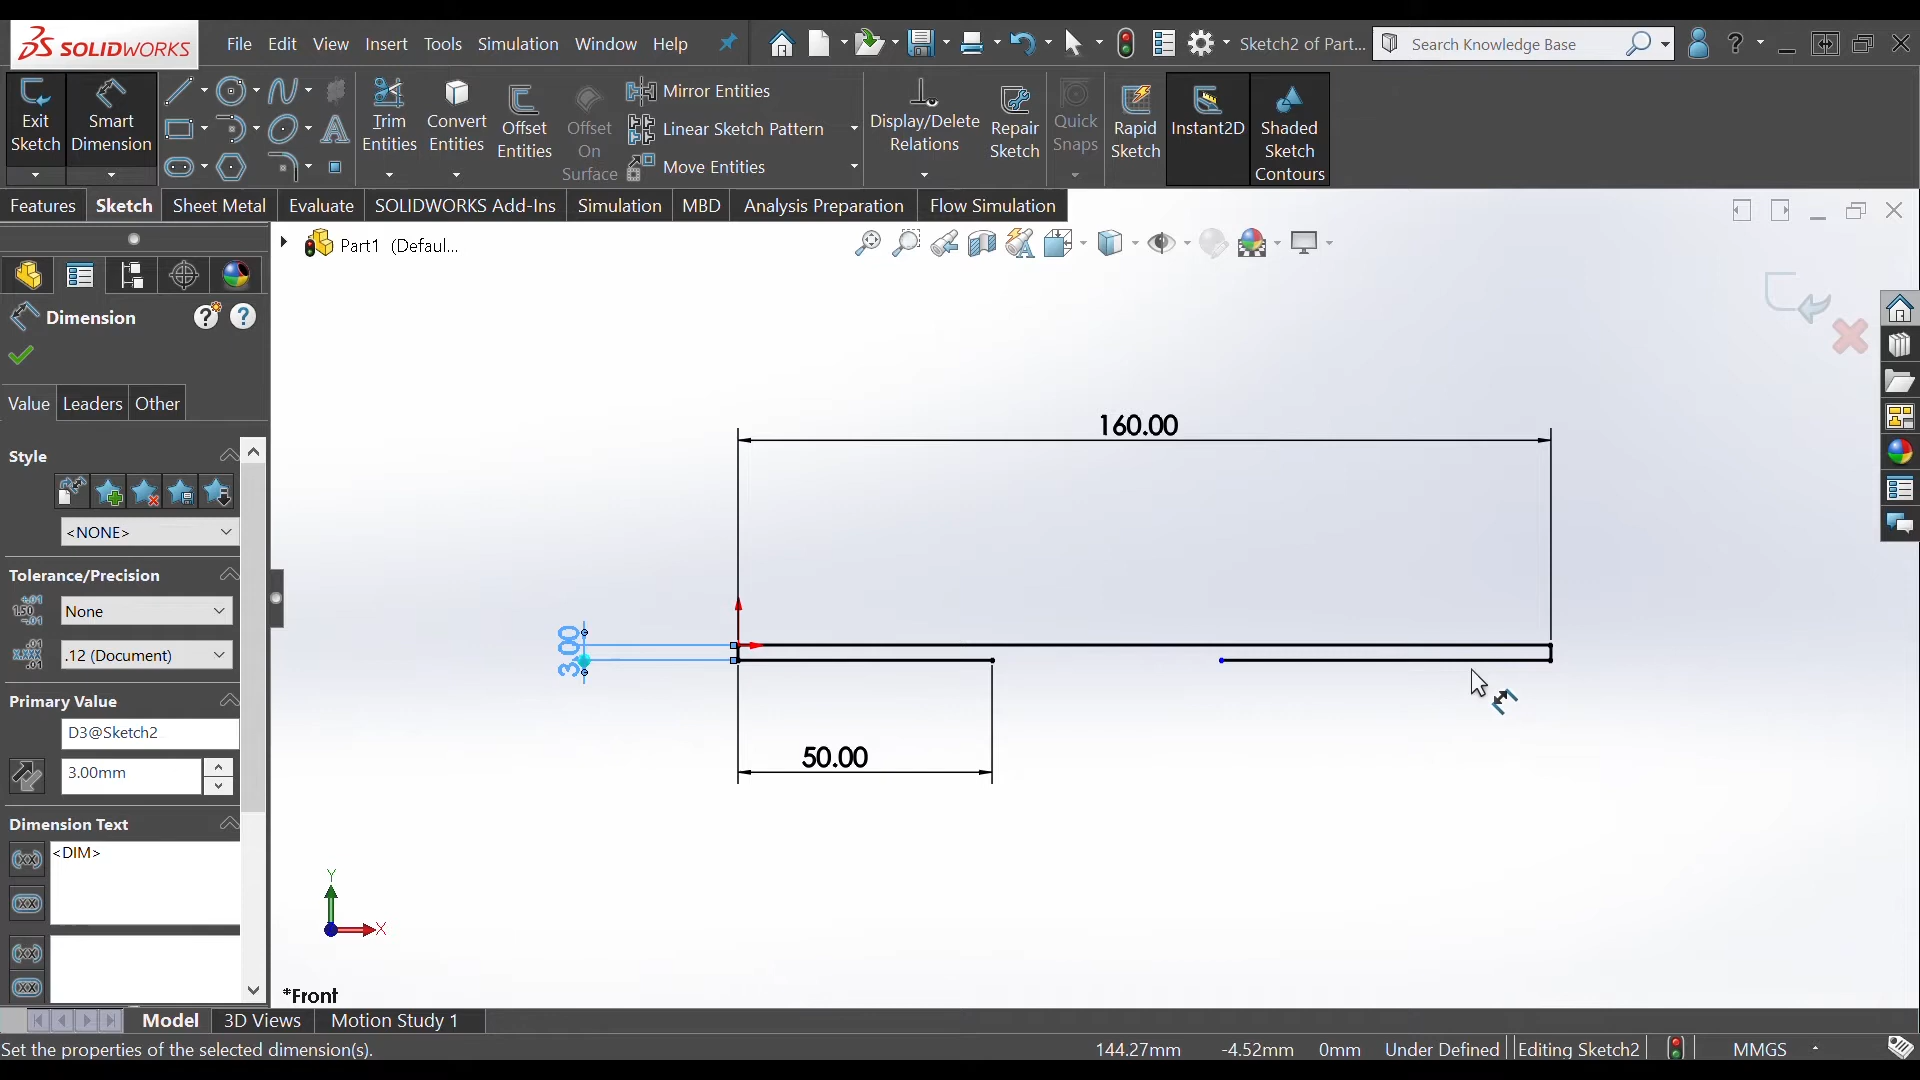 SOLIDWORKS
File Edit View Insert Tools Simulation Window Help
Sketch2 of Part...
Search Knowledge Base
?
Exit Sketch
Smart Dimension
Trim Entities
Convert Entities
Offset Entities
Offset On Surface
Mirror Entities
Linear Sketch Pattern
Move Entities
Display/Delete Relations
Repair Sketch
Quick Snaps
Rapid Sketch
Instant2D
Shaded Sketch Contours
Features Sketch Sheet Metal Evaluate SOLIDWORKS Add-Ins Simulation MBD Analysis Preparation Flow Simulation
Part1 (Defaul...
Dimension
? ?
Value Leaders Other
Style
<NONE>
Tolerance/Precision
None
.12 (Document)
Primary Value
D3@Sketch2
3.00mm
Dimension Text
<DIM>
160.00
3.00
50.00
Y
X
*Front
Model 3D Views Motion Study 1
Set the properties of the selected dimension(s).
144.27mm -4.52mm 0mm Under Defined Editing Sketch2 MMGS